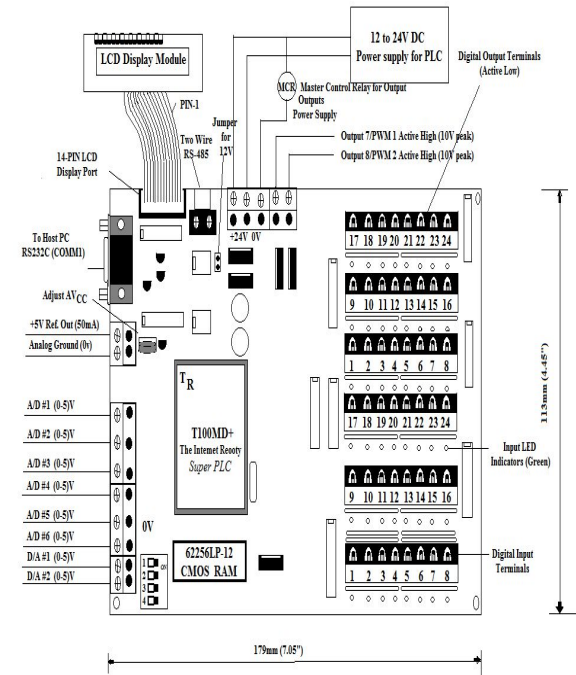 12 to 24V DC
Power supply for PLC
LCD Display Module
PIN-1
MCR
Master Control Relay for Output
Outputs
Power Supply
Digital Output Terminals
(Active Low)
Jumper
for
12V
Two Wire
RS-485
Output 7/PWM 1 Active High (10V peak)
Output 8/PWM 2 Active High (10V peak)
14-PIN LCD
Display Port
+24V 0V
To Host PC
RS232C (COMM1)
Adjust AVCC
+5V Ref. Out (50mA)
Analog Ground (0v)
17 18 19 20 21 22 23 24
9 10 11 12 13 14 15 16
1 2 3 4 5 6 7 8
17 18 19 20 21 22 23 24
9 10 11 12 13 14 15 16
1 2 3 4 5 6 7 8
TR
T100MD+
The Internet Reooty
Super PLC
A/D #1 (0-5)V
A/D #2 (0-5)V
A/D #3 (0-5)V
A/D #4 (0-5)V
A/D #5 (0-5)V
A/D #6 (0-5)V
D/A #1 (0-5)V
D/A #2 (0-5)V
0V
1
2
3
4
ON
62256LP-12
CMOS RAM
Input LED
Indicators (Green)
Digital Input
Terminals
113mm (4.45")
179mm (7.05")